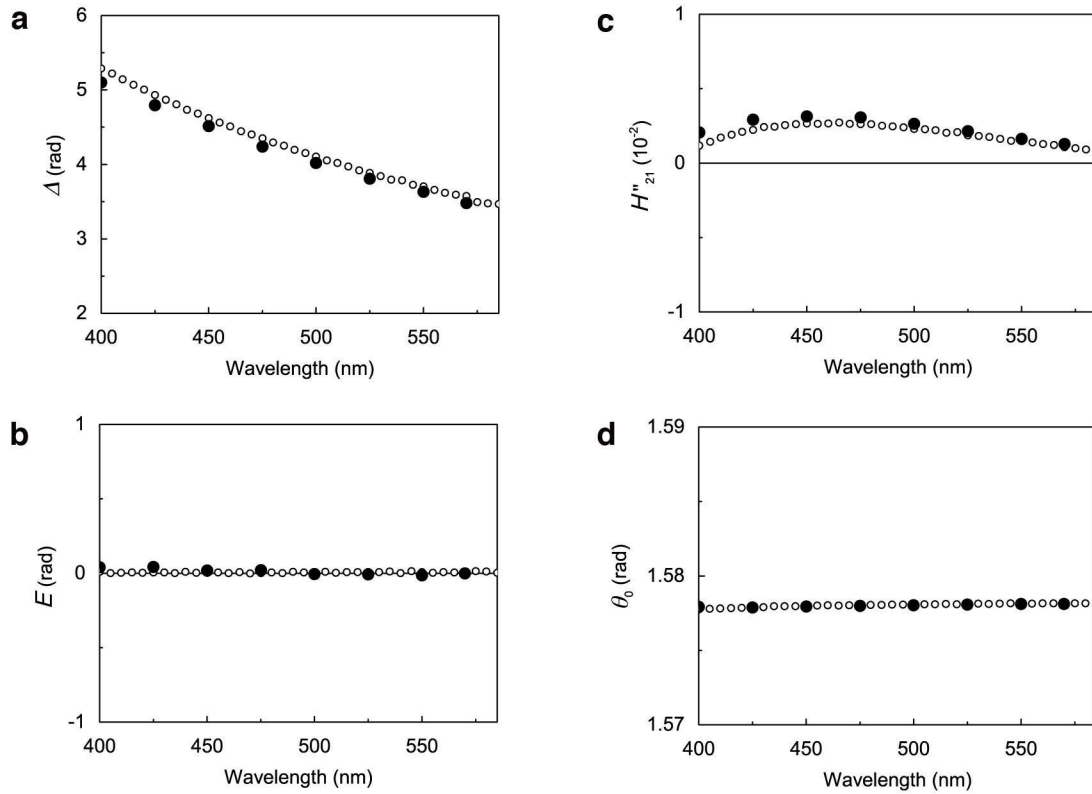 a
6
5
4
3
2
Δ (rad)
400 450 500 550
Wavelength (nm)
b
1
0
-1
E (rad)
400 450 500 550
Wavelength (nm)
c
1
0
-1
H"21 (10-2)
400 450 500 550
Wavelength (nm)
d
1.59
1.58
1.57
θ0 (rad)
400 450 500 550
Wavelength (nm)